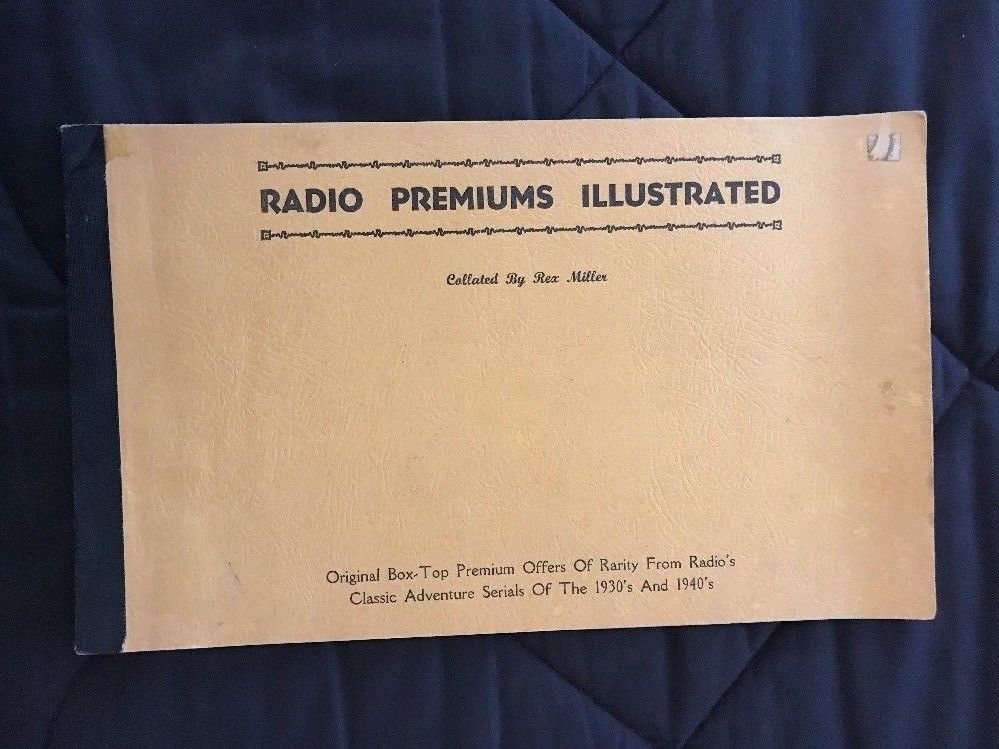 RADIO PREMIUMS ILLUSTRATED
Collated By Rex Miller
Original Box-Top Premium Offers Of Rarity From Radio's
Classic Adventure Serials Of The 1930's And 1940's